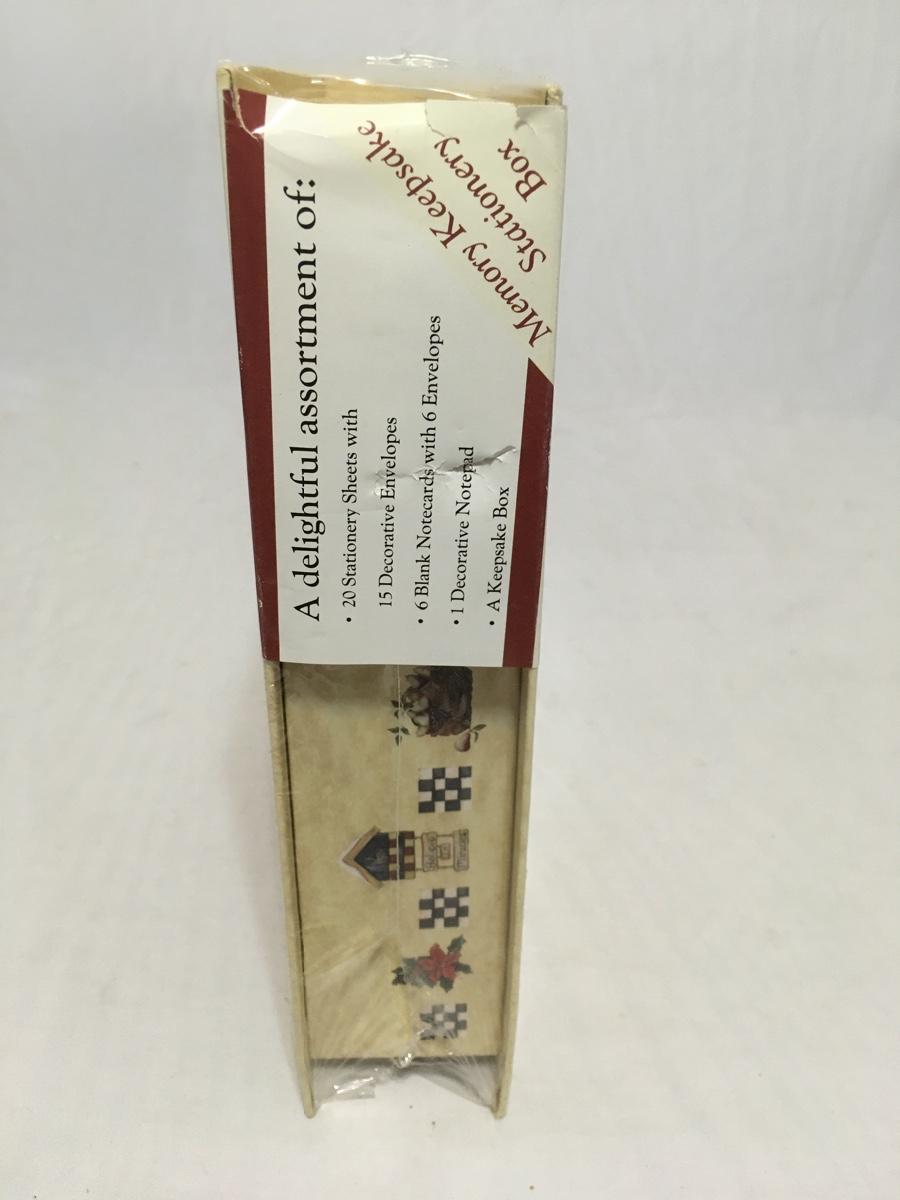 A delightful assortment of:
• 20 Stationery Sheets with
15 Decorative Envelopes
• 6 Blank Notecards with 6 Envelopes
• 1 Decorative Notepad
• A Keepsake Box
Memory Keepsake
Stationery
Box